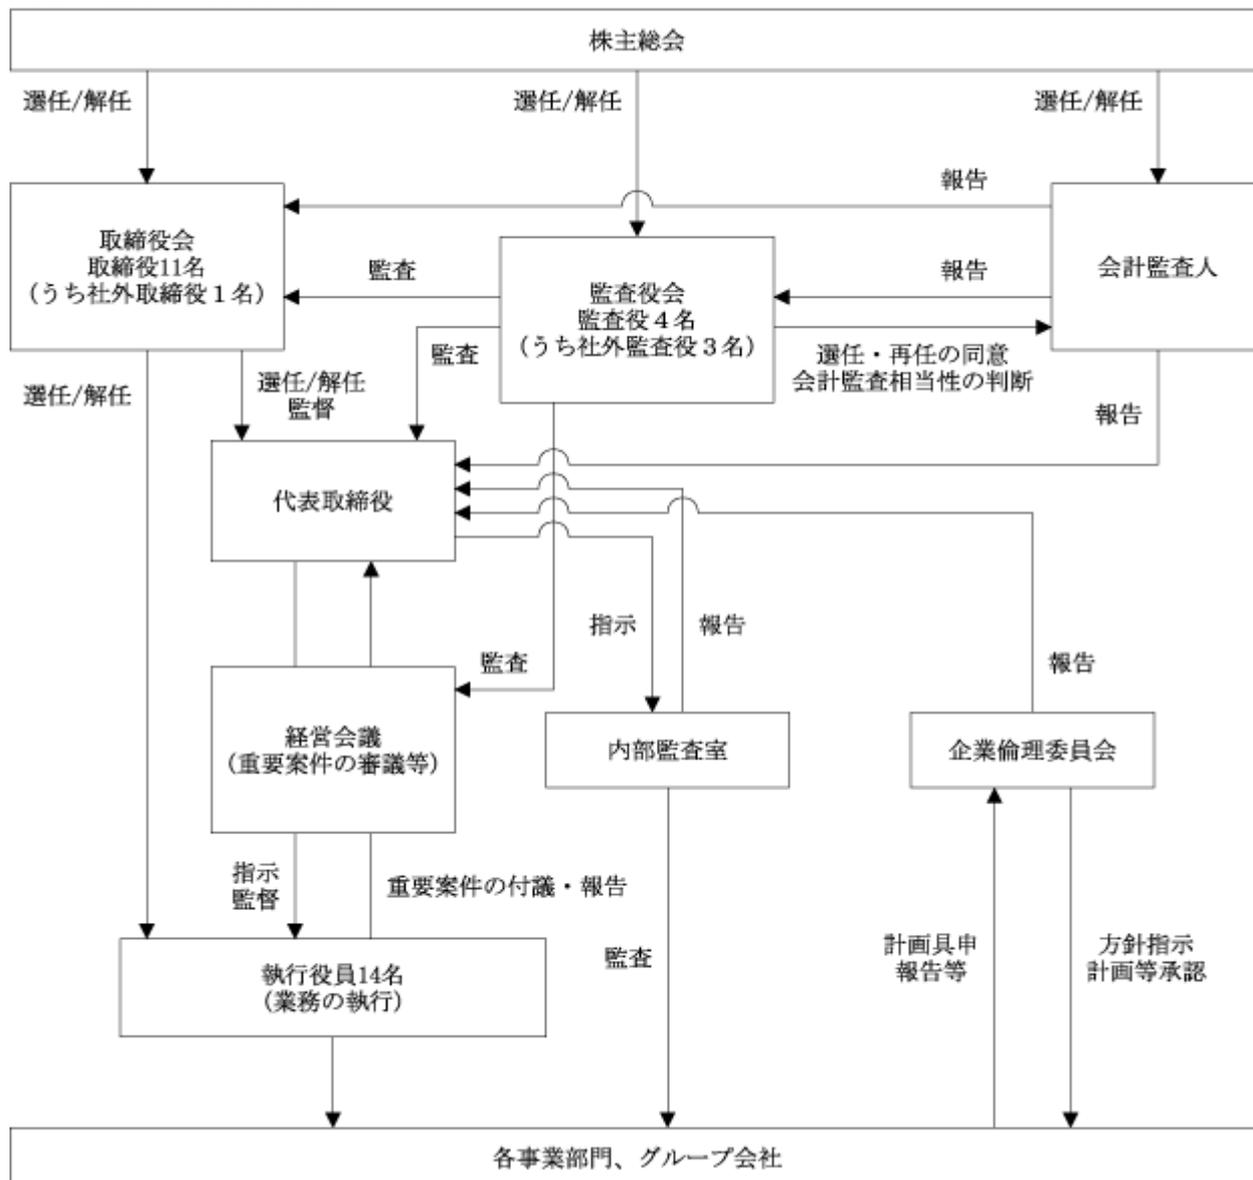 株主総会
選任/解任
選任/解任
選任/解任
報告
取締役会
取締役11名
（うち社外取締役１名）
監査
監査役会
監査役４名
（うち社外監査役３名）
報告
会計監査人
監査
選任・再任の同意
会計監査相当性の判断
選任/解任
選任/解任
監督
報告
代表取締役
指示
報告
監査
報告
経営会議
（重要案件の審議等）
内部監査室
企業倫理委員会
指示
監督
重要案件の付議・報告
執行役員14名
（業務の執行）
監査
計画具申
報告等
方針指示
計画等承認
各事業部門、グループ会社